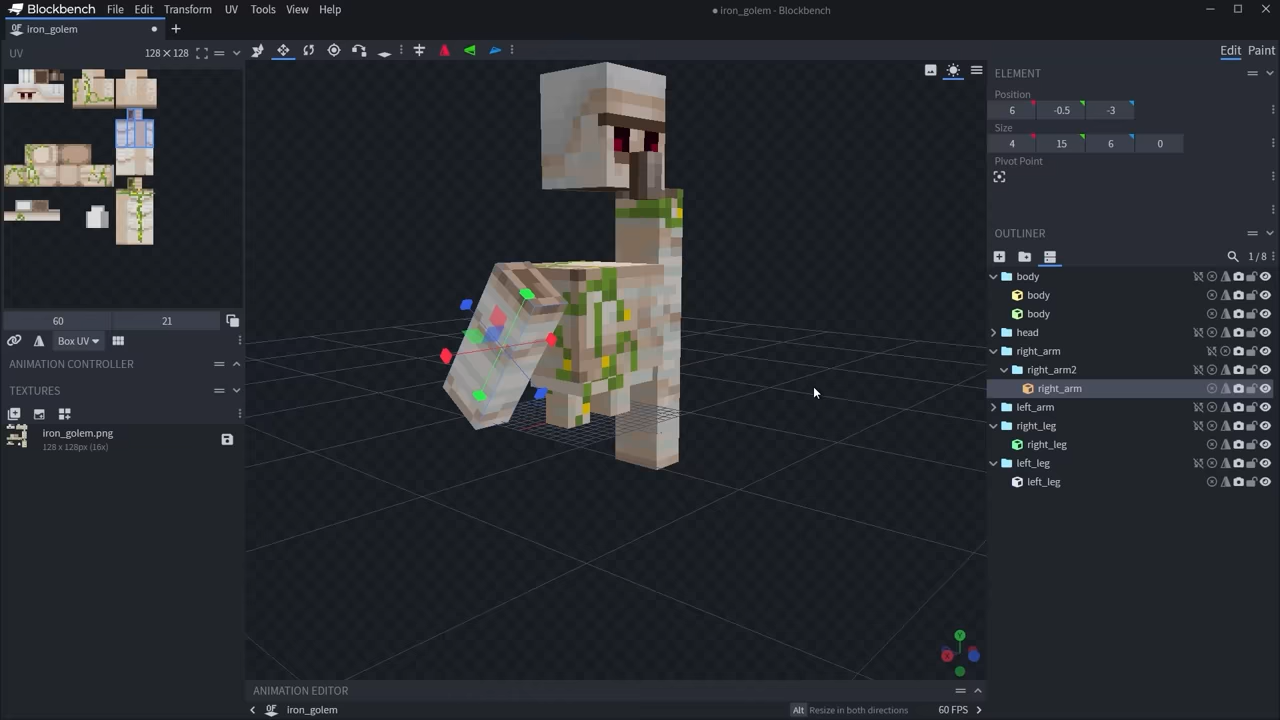 Blockbench File Edit Transform UV Tools View Help
iron_golem - Blockbench
iron_golem
UV 128 × 128
Edit Paint
ELEMENT
Position
6 -0.5 -3
Size
4 15 6 0
Pivot Point
OUTLINER
1/8
body
body
body
head
right_arm
right_arm2
right_arm
left_arm
right_leg
right_leg
left_leg
left_leg
60 21
Box UV
ANIMATION CONTROLLER
TEXTURES
iron_golem.png
128 x 128px (16x)
Y
X
ANIMATION EDITOR
iron_golem
Alt Resize in both directions 60 FPS